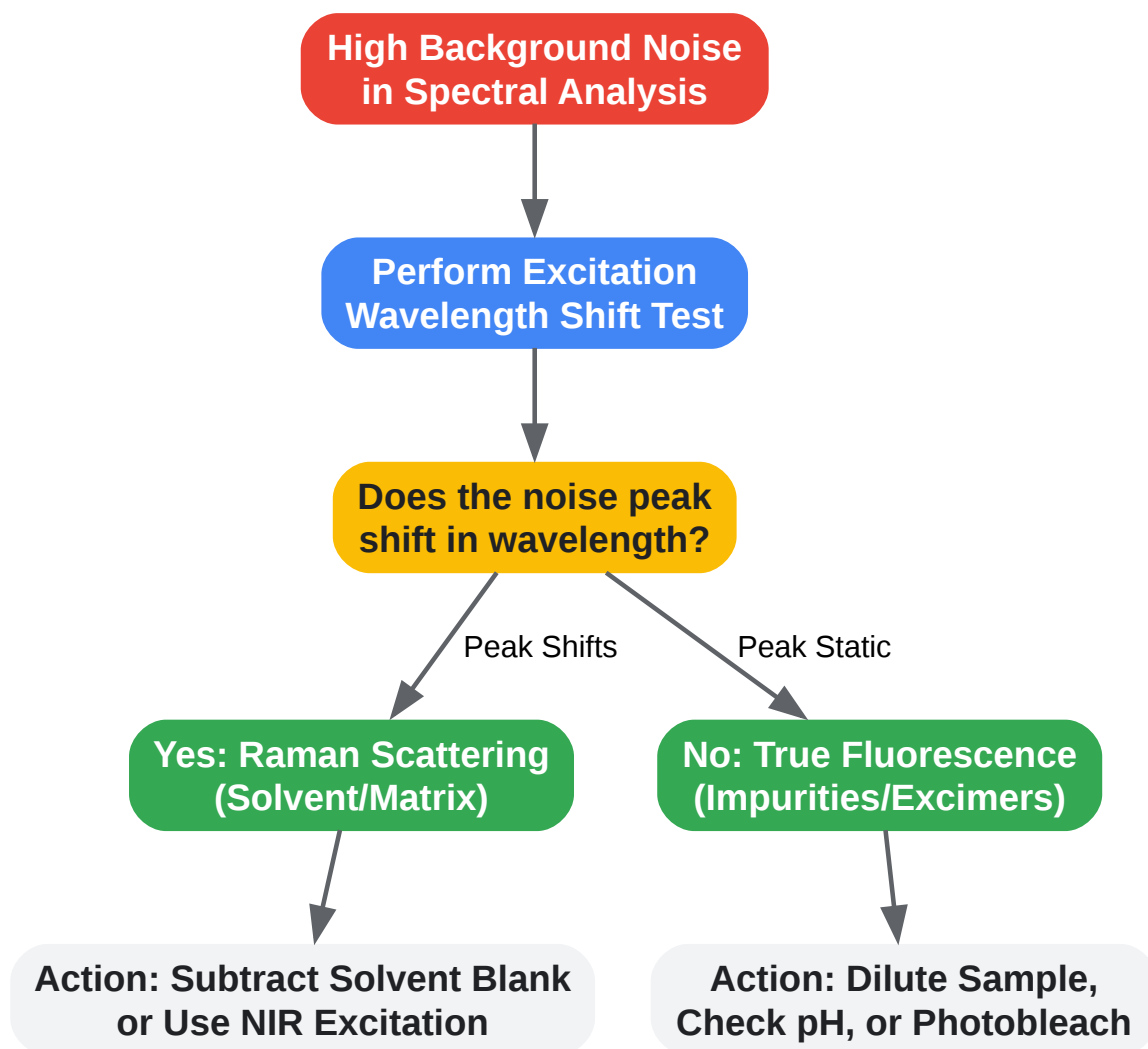 High Background Noise
in Spectral Analysis
Perform Excitation
Wavelength Shift Test
Does the noise peak
shift in wavelength?
Peak Shifts
Peak Static
Yes: Raman Scattering
(Solvent/Matrix)
No: True Fluorescence
(Impurities/Excimers)
Action: Subtract Solvent Blank
or Use NIR Excitation
Action: Dilute Sample,
Check pH, or Photobleach